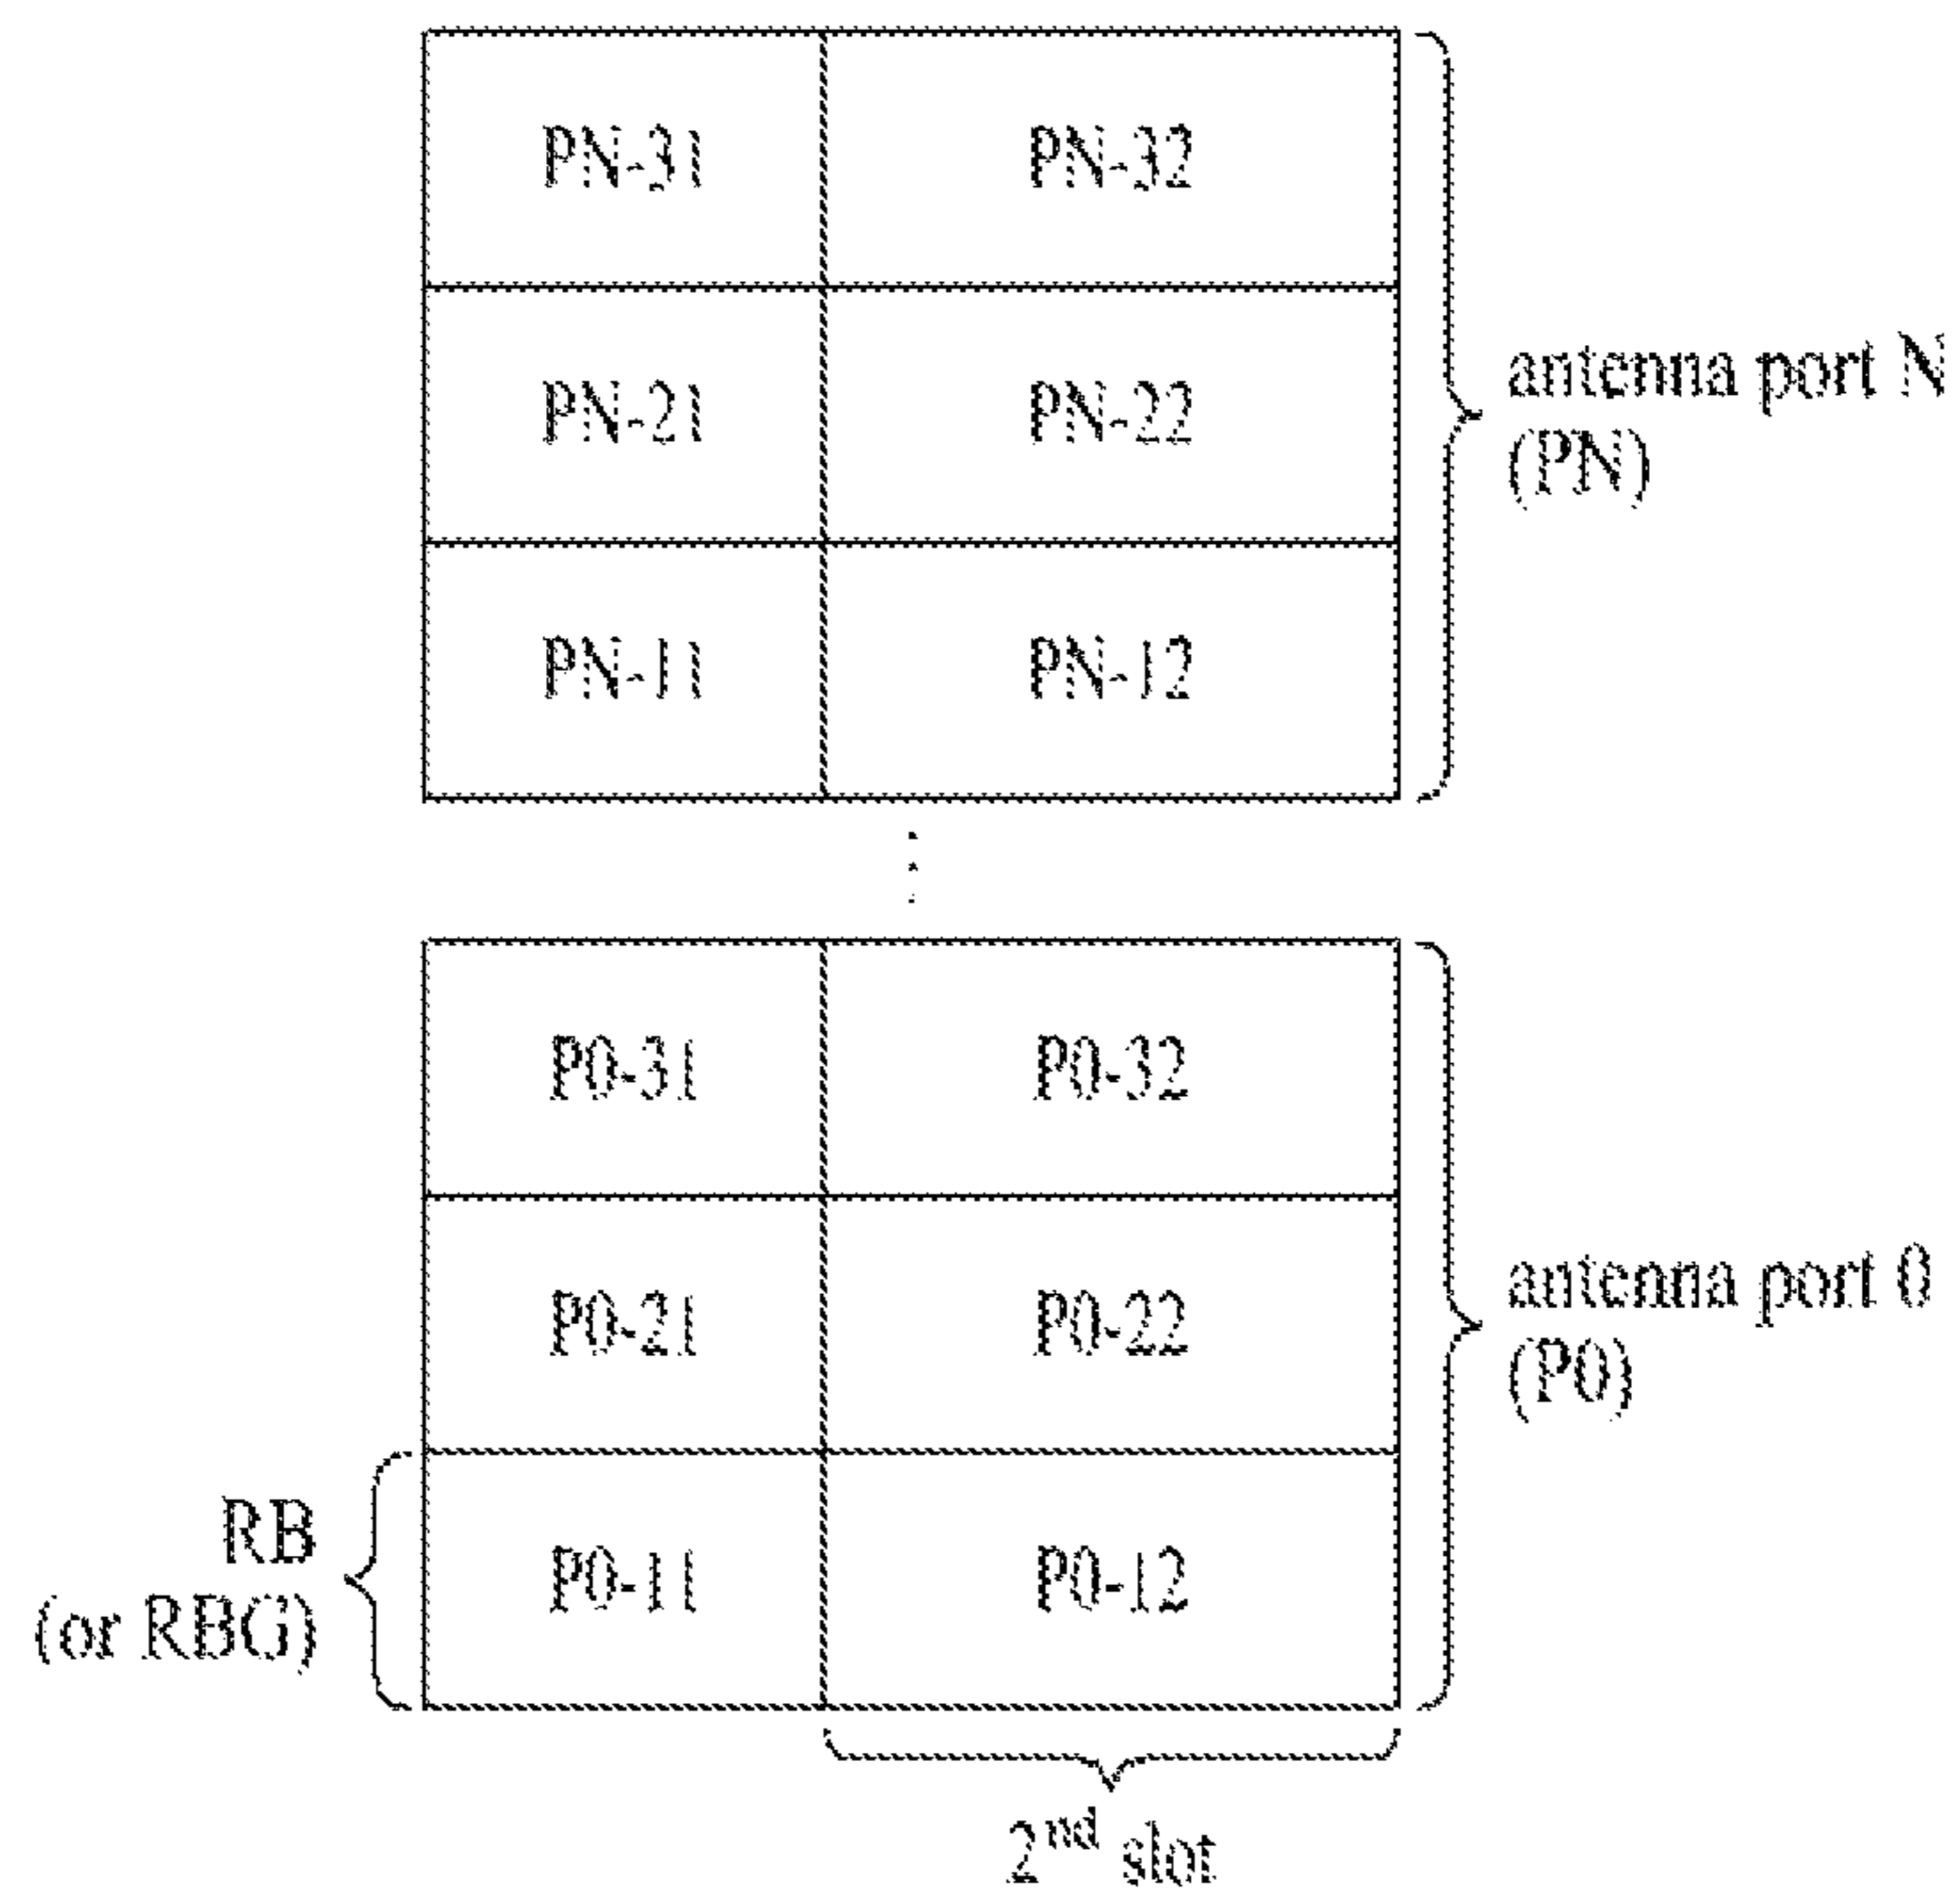 PN-31 PN-32
PN-21 PN-22
antenna port N
(PN)
PN-11 PN-12
P0-31 P0-32
P0-21 P0-22
antenna port 0
(P0)
RB
(or RBG)
P0-11 P0-12
2nd slot